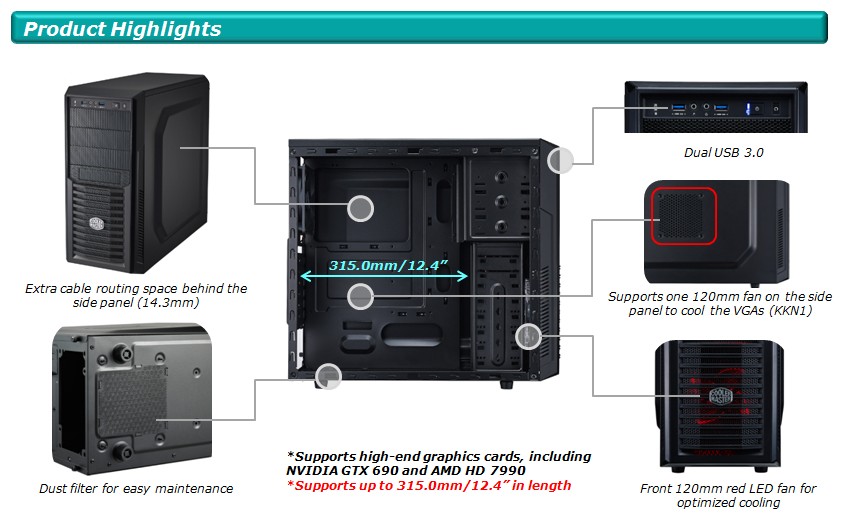 Product Highlights
Dual USB 3.0
315.0mm/12.4”
Extra cable routing space behind the
side panel (14.3mm)
Supports one 120mm fan on the side
panel to cool the VGAs (KKN1)
COOLER
MASTER
*Supports high-end graphics cards, including
NVIDIA GTX 690 and AMD HD 7990
*Supports up to 315.0mm/12.4” in length
Dust filter for easy maintenance
Front 120mm red LED fan for
optimized cooling